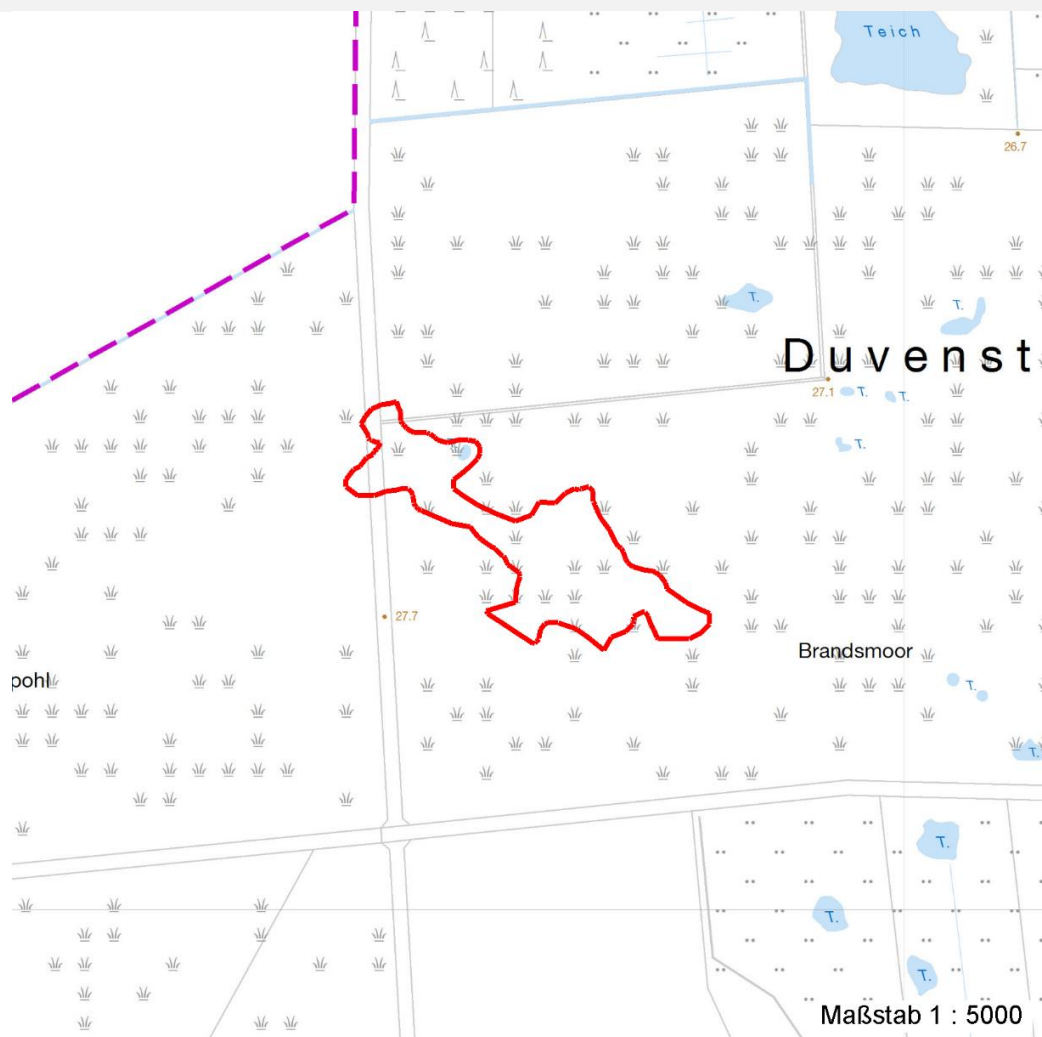 Teich
26.7
T.
T.
Duvenst
27.1
T.
T.
T.
27.7
Brandsmoor
pohl
T.
T.
T.
T.
T.
Maßstab 1 : 5000